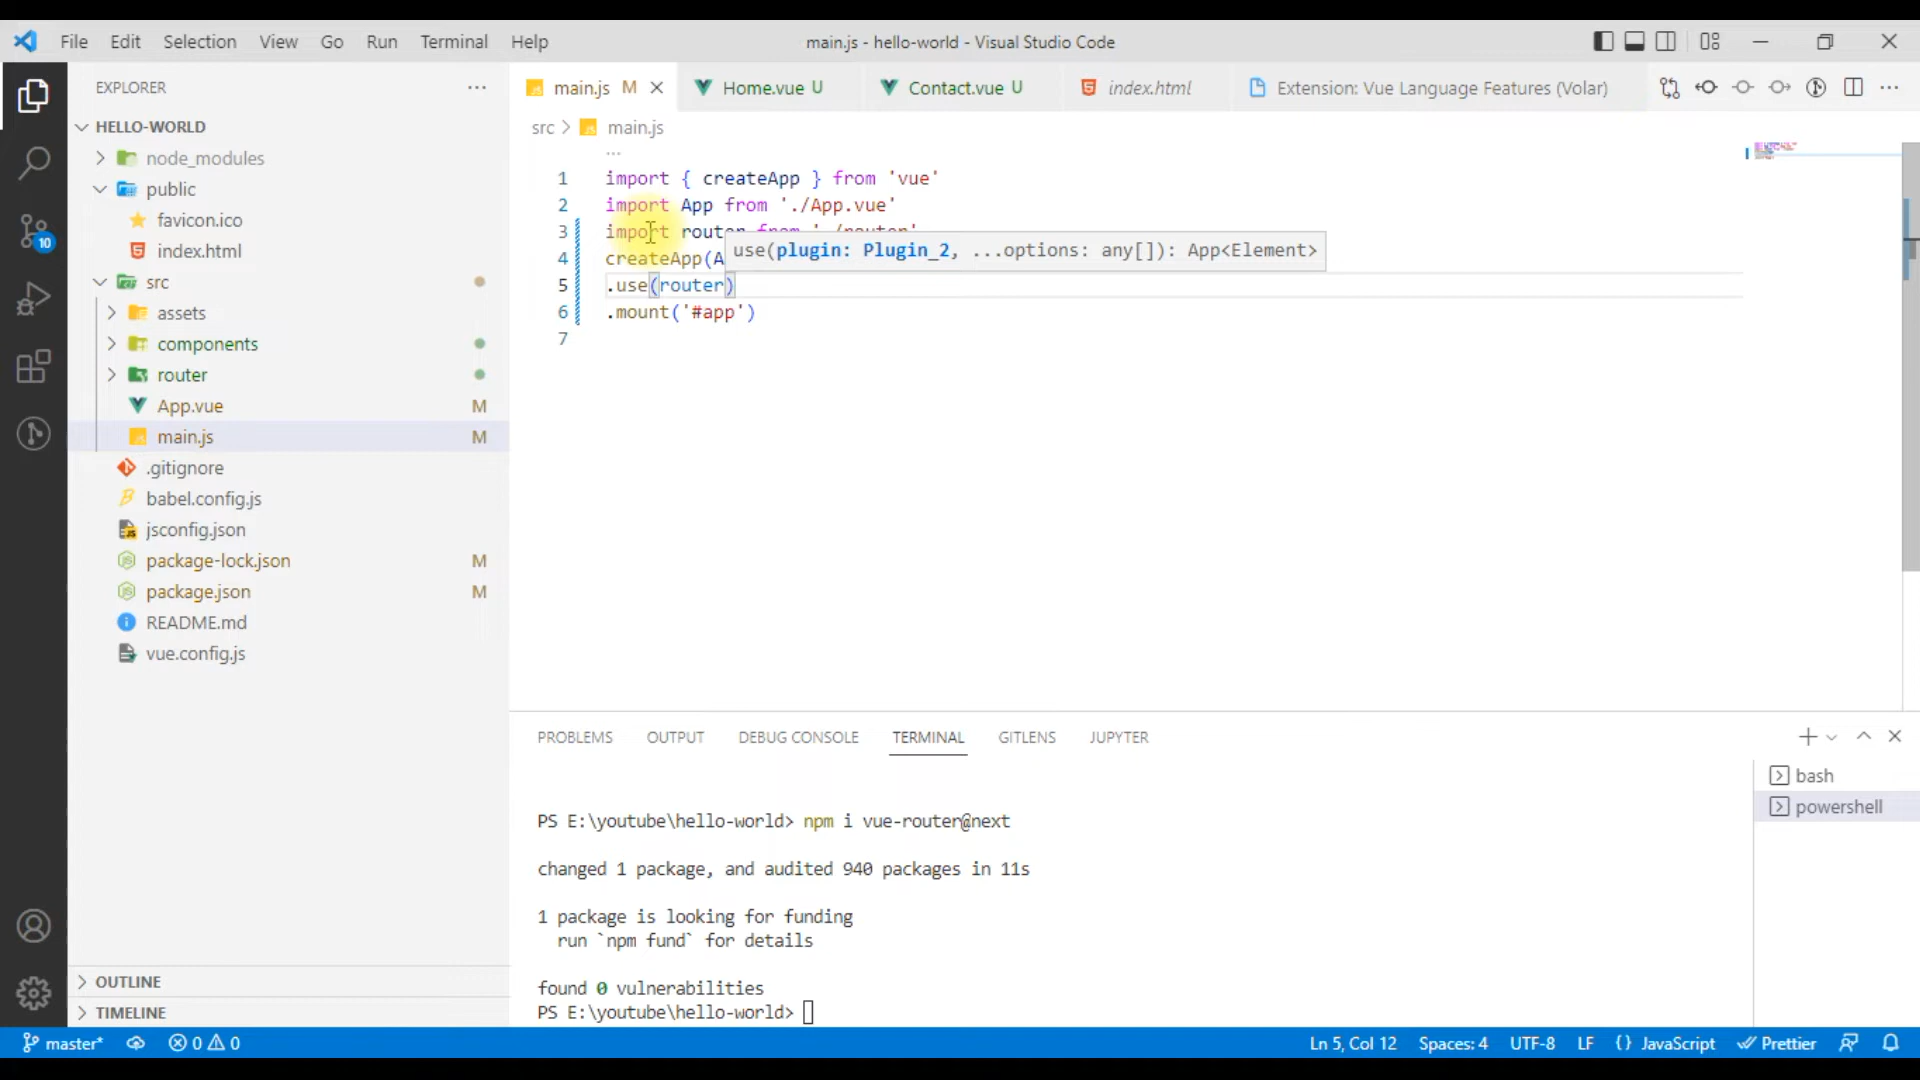 File Edit Selection View Go Run Terminal Help
main.js - hello-world - Visual Studio Code
EXPLORER
HELLO-WORLD
node_modules
public
favicon.ico
index.html
src
assets
components
router
App.vue M
main.js M
.gitignore
babel.config.js
jsconfig.json
package-lock.json M
package.json M
README.md
vue.config.js
OUTLINE
TIMELINE
10
main.js M
Home.vue U
Contact.vue U
index.html
Extension: Vue Language Features (Volar)
src > main.js
1 import { createApp } from 'vue'
2 import App from './App.vue'
3 import router from './router'
4 createApp(A
use(plugin: Plugin_2, ...options: any[]): App<Element>
5 .use(router)
6 .mount('#app')
7
PROBLEMS OUTPUT DEBUG CONSOLE TERMINAL GITLENS JUPYTER
bash
powershell
PS E:\youtube\hello-world> npm i vue-router@next
changed 1 package, and audited 940 packages in 11s
1 package is looking for funding
run `npm fund` for details
found 0 vulnerabilities
PS E:\youtube\hello-world>
master* 0 0 Ln 5, Col 12 Spaces: 4 UTF-8 LF {} JavaScript Prettier